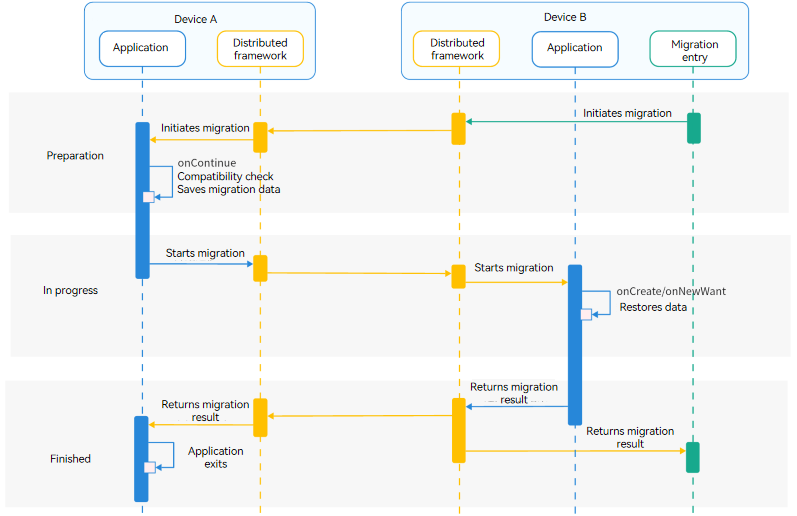 Device A
Device B
Application
Distributed
framework
Distributed
framework
Application
Migration
entry
Initiates migration
Initiates migration
Preparation
onContinue
Compatibility check
Saves migration data
Starts migration
Starts migration
In progress
onCreate/onNewWant
Restores data
Returns migration
result
Returns migration
result
Returns migration
result
Application
exits
Finished